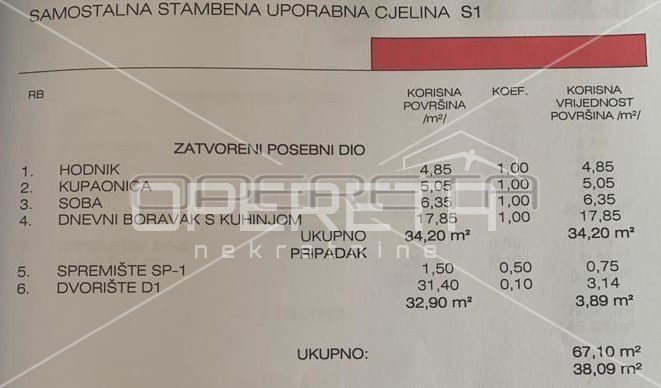 SAMOSTALNA STAMBENA UPORABNA CJELINA S1
RB KORISNA POVRŠINA /m²/ KOEF. KORISNA VRIJEDNOST POVRŠINA /m²/
ZATVORENI POSEBNI DIO
1. HODNIK 4,85 1,00 4,85
2. KUPAONICA 5,05 1,00 5,05
3. SOBA 6,35 1,00 6,35
4. DNEVNI BORAVAK S KUHINJOM 17,85 1,00 17,85
UKUPNO 34,20 m² 34,20 m²
PRIPADAK
5. SPREMIŠTE SP-1 1,50 0,50 0,75
6. DVORIŠTE D1 31,40 0,10 3,14
32,90 m² 3,89 m²
UKUPNO: 67,10 m²
38,09 m²
OPERETA
nekretnine